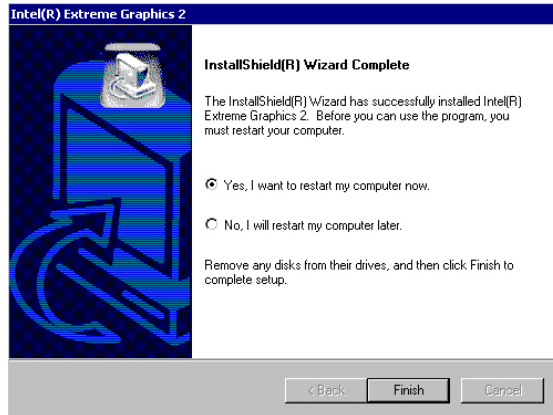 Intel(R) Extreme Graphics 2
InstallShield(R) Wizard Complete
The InstallShield(R) Wizard has successfully installed Intel(R)
Extreme Graphics 2.  Before you can use the program, you
must restart your computer.
Yes, I want to restart my computer now.
No, I will restart my computer later.
Remove any disks from their drives, and then click Finish to
complete setup.
< Back Finish Cancel